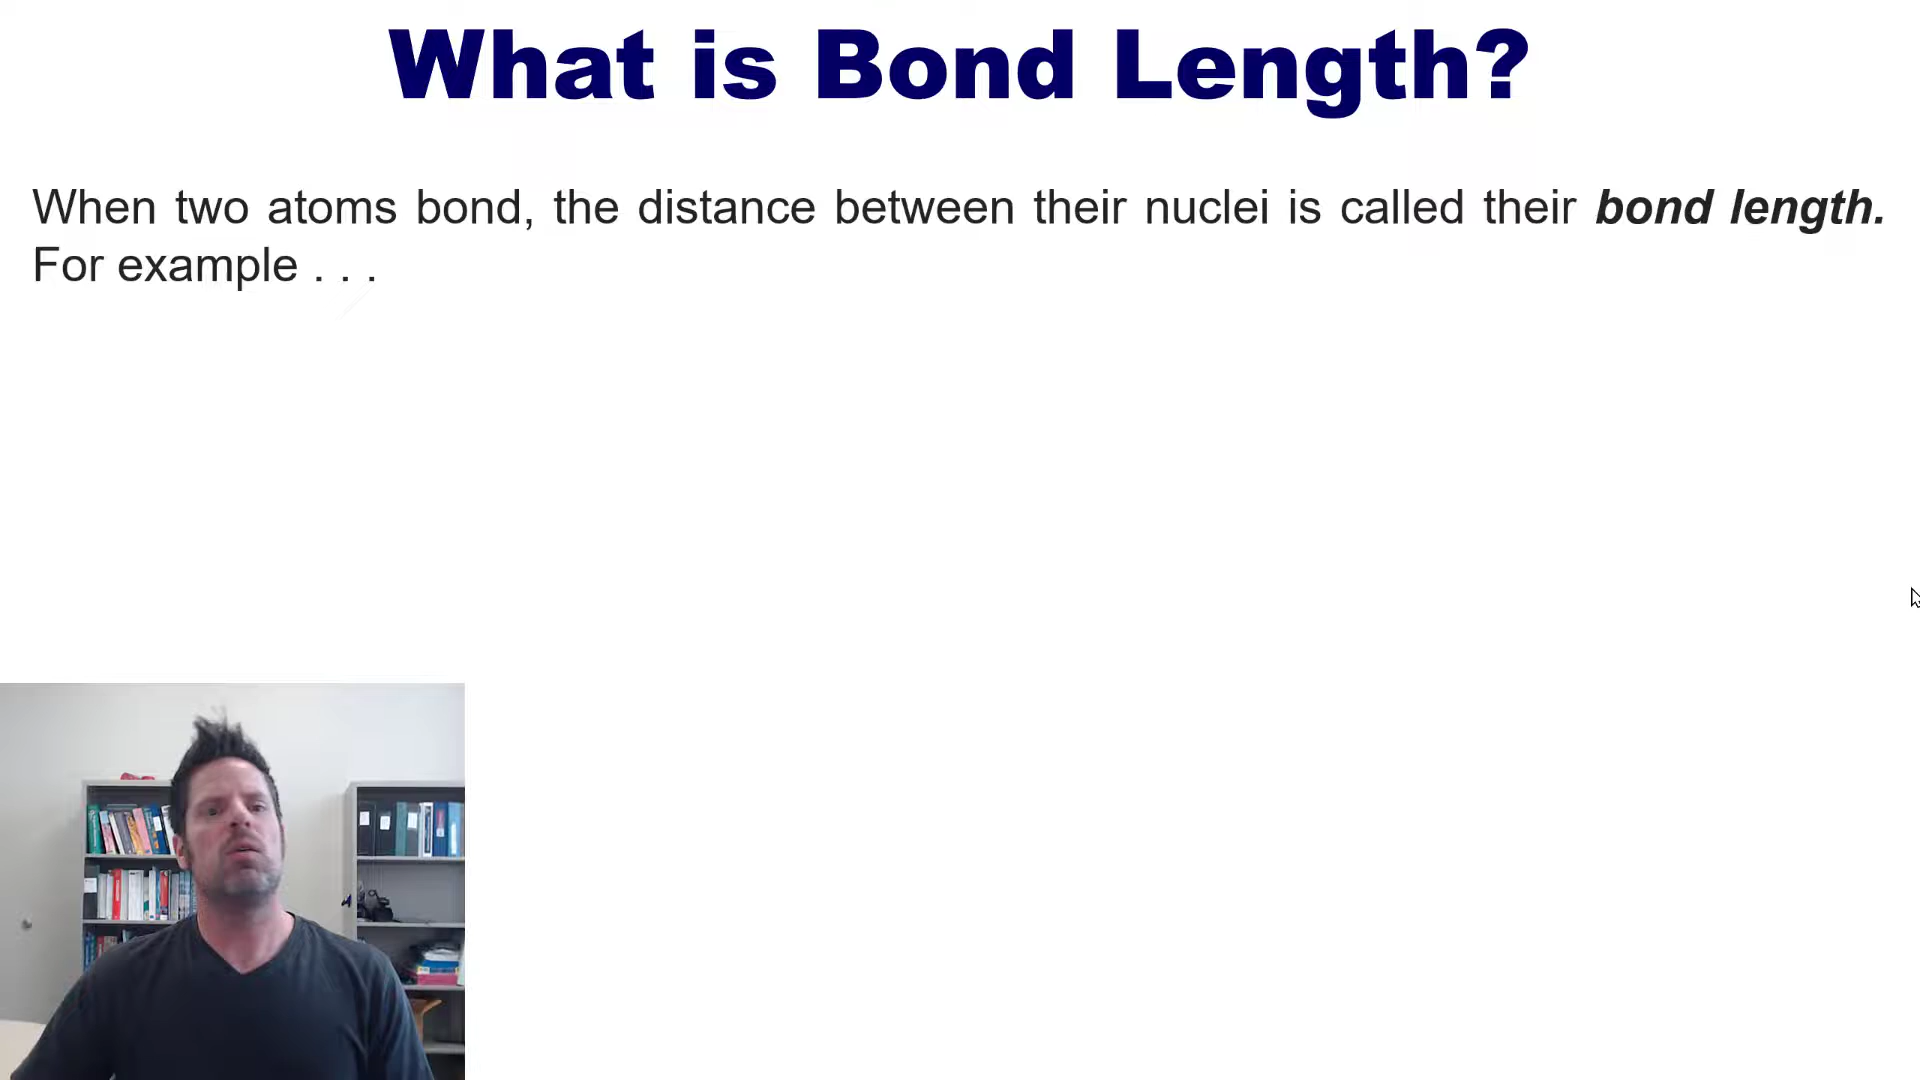 What is Bond Length?
When two atoms bond, the distance between their nuclei is called their bond length.
For example . . .